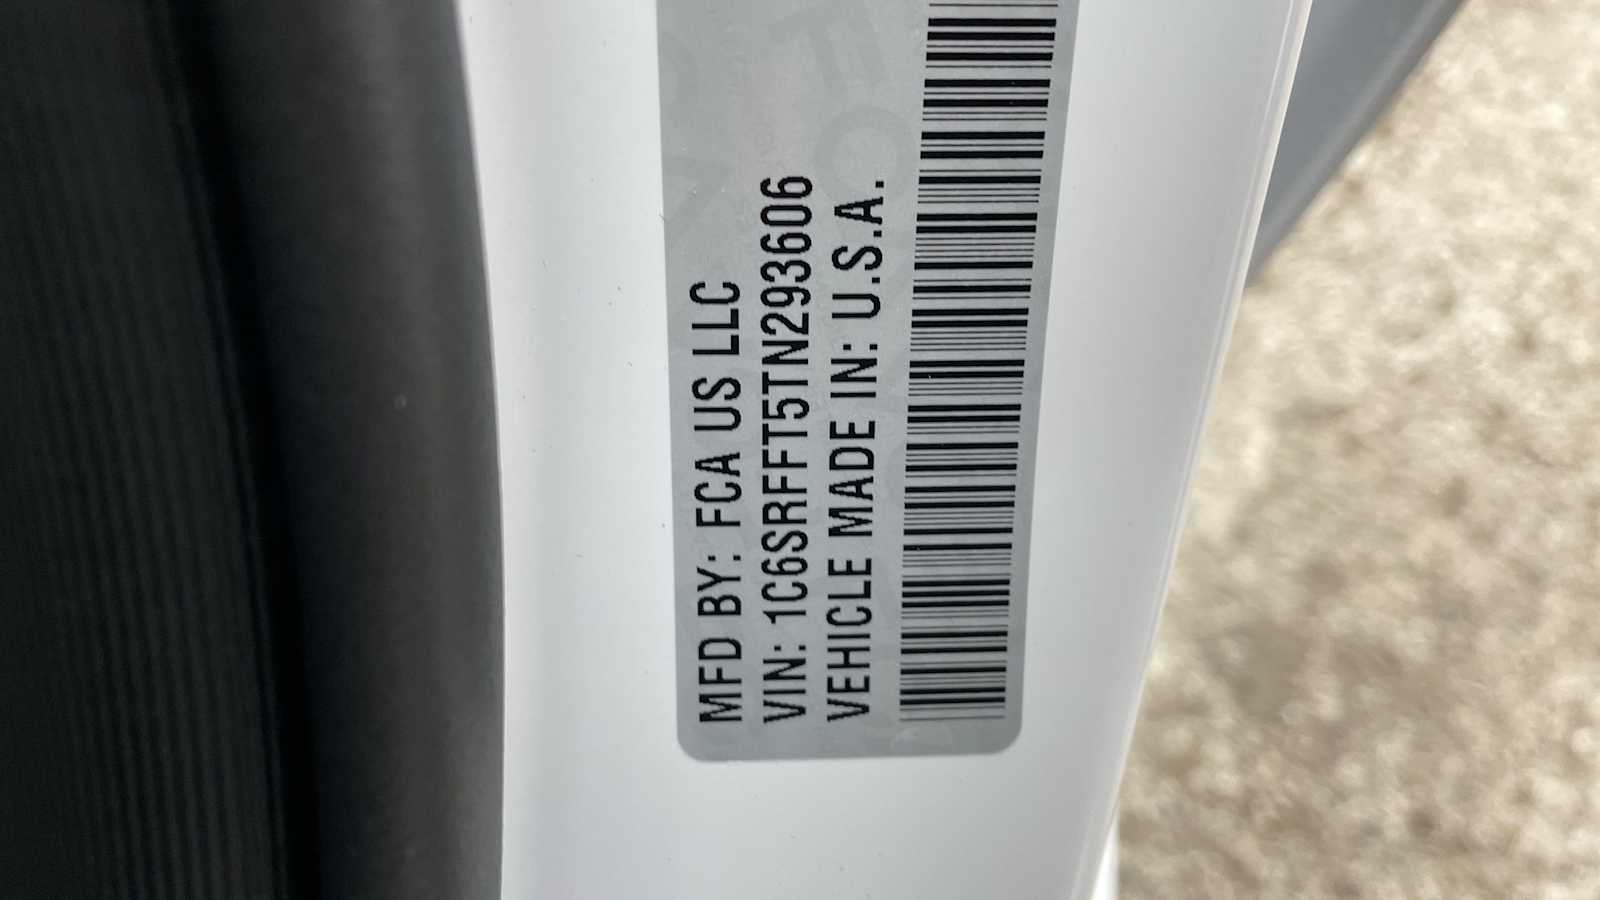 MFD BY: FCA US LLC
VIN: 1C6SRFFT5TN293606
VEHICLE MADE IN: U.S.A.